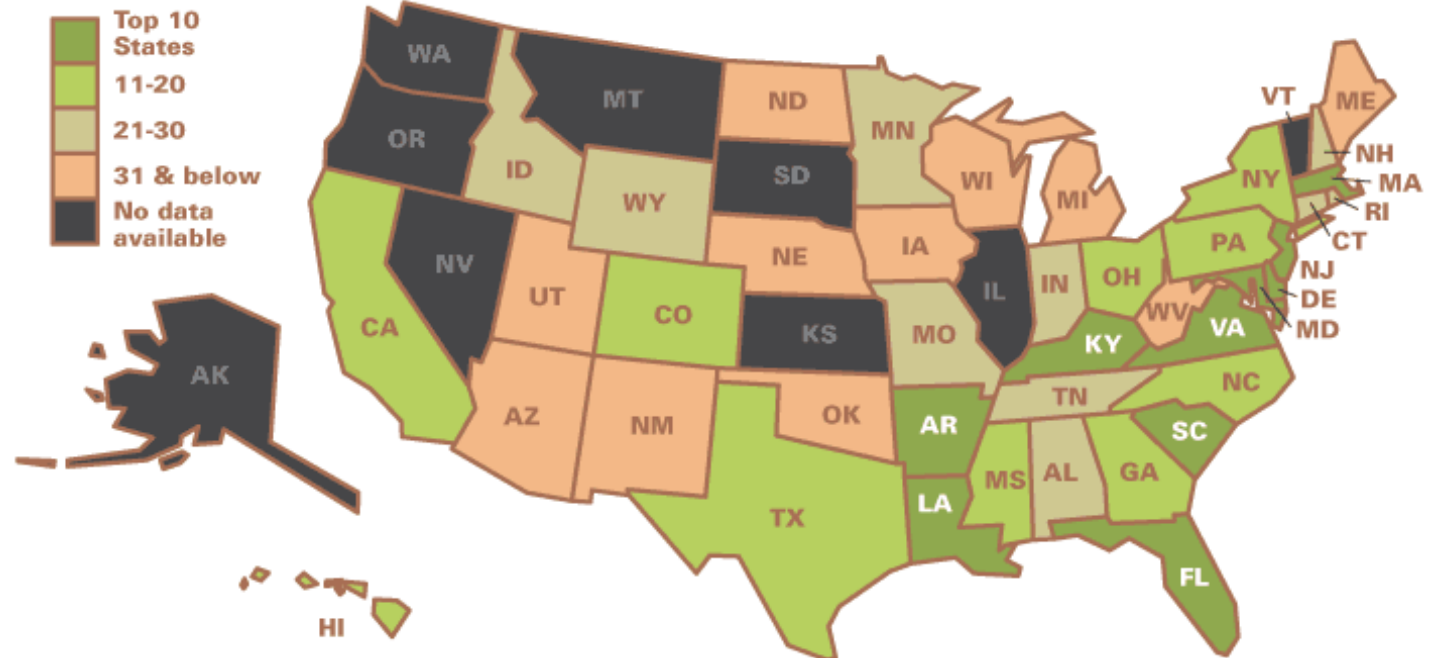 Top 10
States
11-20
21-30
31 & below
No data
available
WA
MT
ND
MN
VT
ME
OR
ID
WY
SD
WI
MI
NY
NH
MA
RI
CT
NV
UT
CO
NE
IA
IL
IN
OH
PA
NJ
DE
MD
CA
KS
MO
KY
WV
VA
AK
AZ
NM
OK
AR
TN
NC
SC
TX
LA
MS
AL
GA
FL
HI